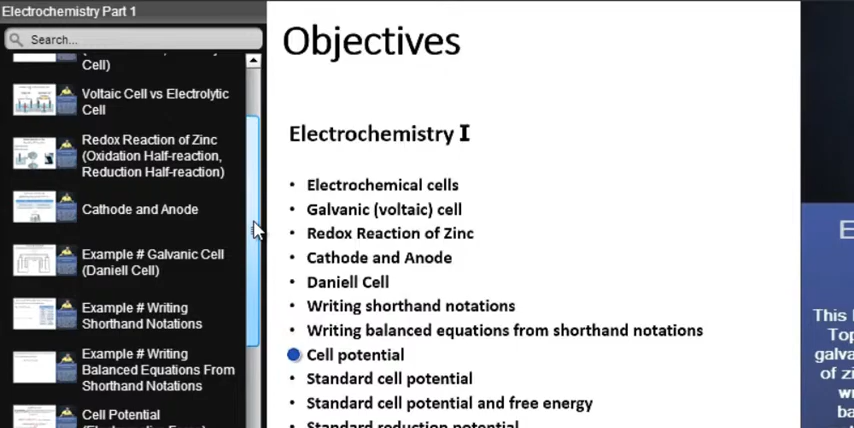 Electrochemistry Part 1
Search...
Cell)
Voltaic Cell vs Electrolytic
Cell
Redox Reaction of Zinc
(Oxidation Half-reaction,
Reduction Half-reaction)
Cathode and Anode
Example # Galvanic Cell
(Daniell Cell)
Example # Writing
Shorthand Notations
Example # Writing
Balanced Equations From
Shorthand Notations
Cell Potential
Objectives
Electrochemistry I
• Electrochemical cells
• Galvanic (voltaic) cell
• Redox Reaction of Zinc
• Cathode and Anode
• Daniell Cell
• Writing shorthand notations
• Writing balanced equations from shorthand notations
Cell potential
• Standard cell potential
• Standard cell potential and free energy
Standard reduction potential
E
This
Top
galva
of zi
w
ba